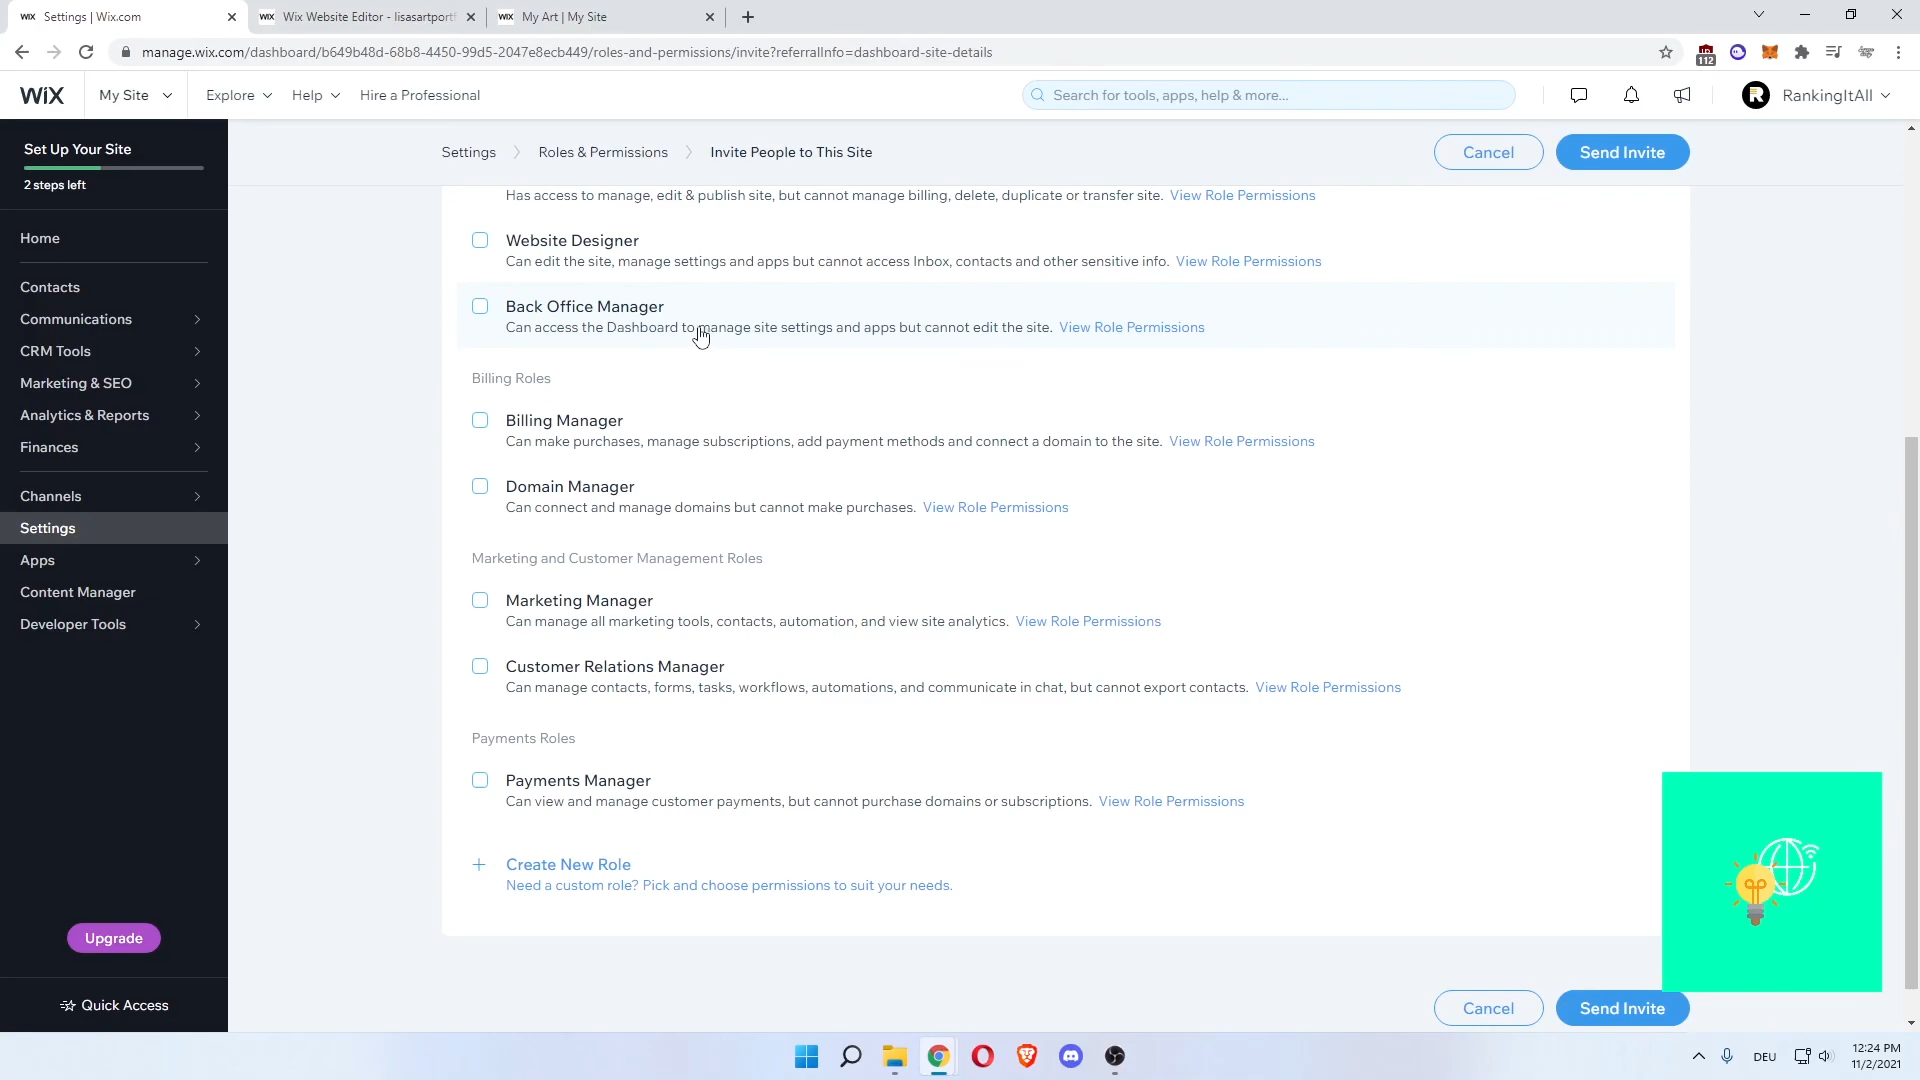 WIX Settings | Wix.com
WIX Wix Website Editor - lisasartportf
WIX My Art | My Site
manage.wix.com/dashboard/b649b48d-68b8-4450-99d5-2047e8ecb449/roles-and-permissions/invite?referralInfo=dashboard-site-details
112
WiX My Site Explore Help Hire a Professional
Search for tools, apps, help & more...
R RankingItAll
Set Up Your Site
2 steps left
Home
Contacts
Communications
CRM Tools
Marketing & SEO
Analytics & Reports
Finances
Channels
Settings
Apps
Content Manager
Developer Tools
Upgrade
Quick Access
Settings Roles & Permissions Invite People to This Site
Cancel Send Invite
Has access to manage, edit & publish site, but cannot manage billing, delete, duplicate or transfer site. View Role Permissions
Website Designer
Can edit the site, manage settings and apps but cannot access Inbox, contacts and other sensitive info. View Role Permissions
Back Office Manager
Can access the Dashboard to manage site settings and apps but cannot edit the site. View Role Permissions
Billing Roles
Billing Manager
Can make purchases, manage subscriptions, add payment methods and connect a domain to the site. View Role Permissions
Domain Manager
Can connect and manage domains but cannot make purchases. View Role Permissions
Marketing and Customer Management Roles
Marketing Manager
Can manage all marketing tools, contacts, automation, and view site analytics. View Role Permissions
Customer Relations Manager
Can manage contacts, forms, tasks, workflows, automations, and communicate in chat, but cannot export contacts. View Role Permissions
Payments Roles
Payments Manager
Can view and manage customer payments, but cannot purchase domains or subscriptions. View Role Permissions
+ Create New Role
Need a custom role? Pick and choose permissions to suit your needs.
Cancel Send Invite
DEU
12:24 PM
11/2/2021